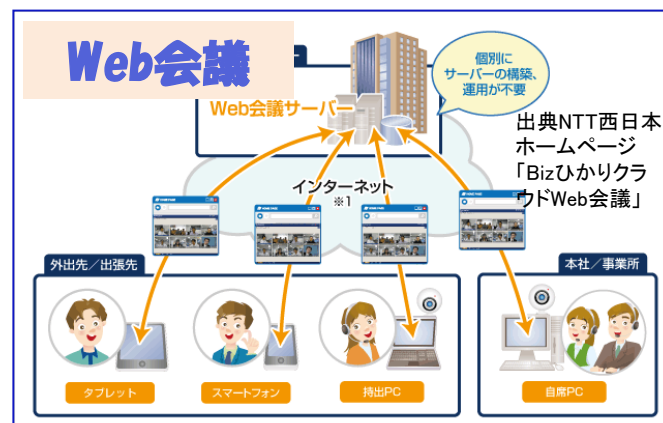 Web会議
個別に
サーバーの構築、
運用が不要
Web会議サーバー
出典NTT西日本
ホームページ
「Bizひかりクラ
ウドWeb会議」
インターネット
※1
外出先／出張先
本社／事業所
タブレット
スマートフォン
持出PC
自席PC